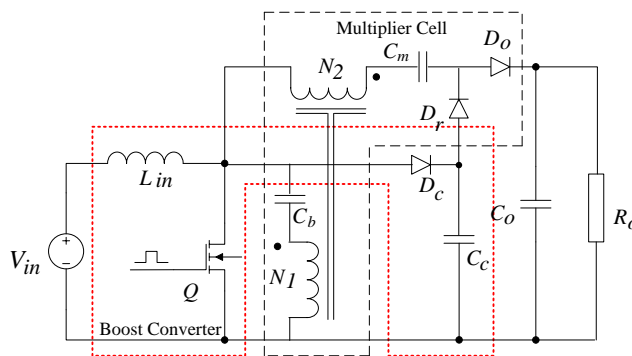 Multiplier Cell
N2
Cm
Do
Dr
Lin
Dc
Cb
Co
Ro
Vin
Q
N1
Cc
Boost Converter